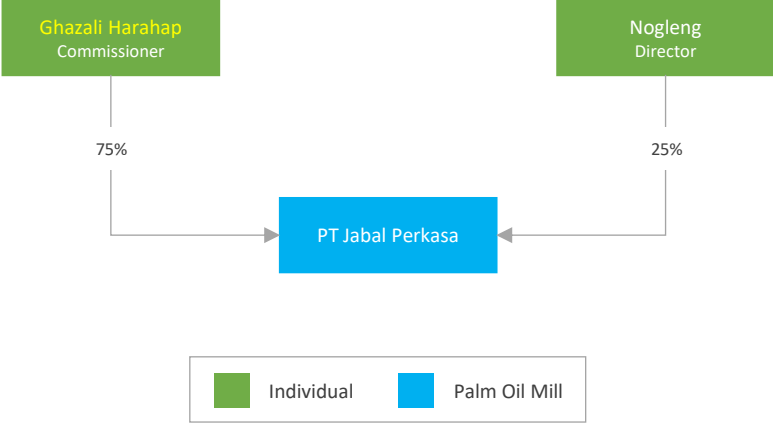 Ghazali Harahap
Commissioner
Nogleng
Director
75%
25%
PT Jabal Perkasa
Individual
Palm Oil Mill